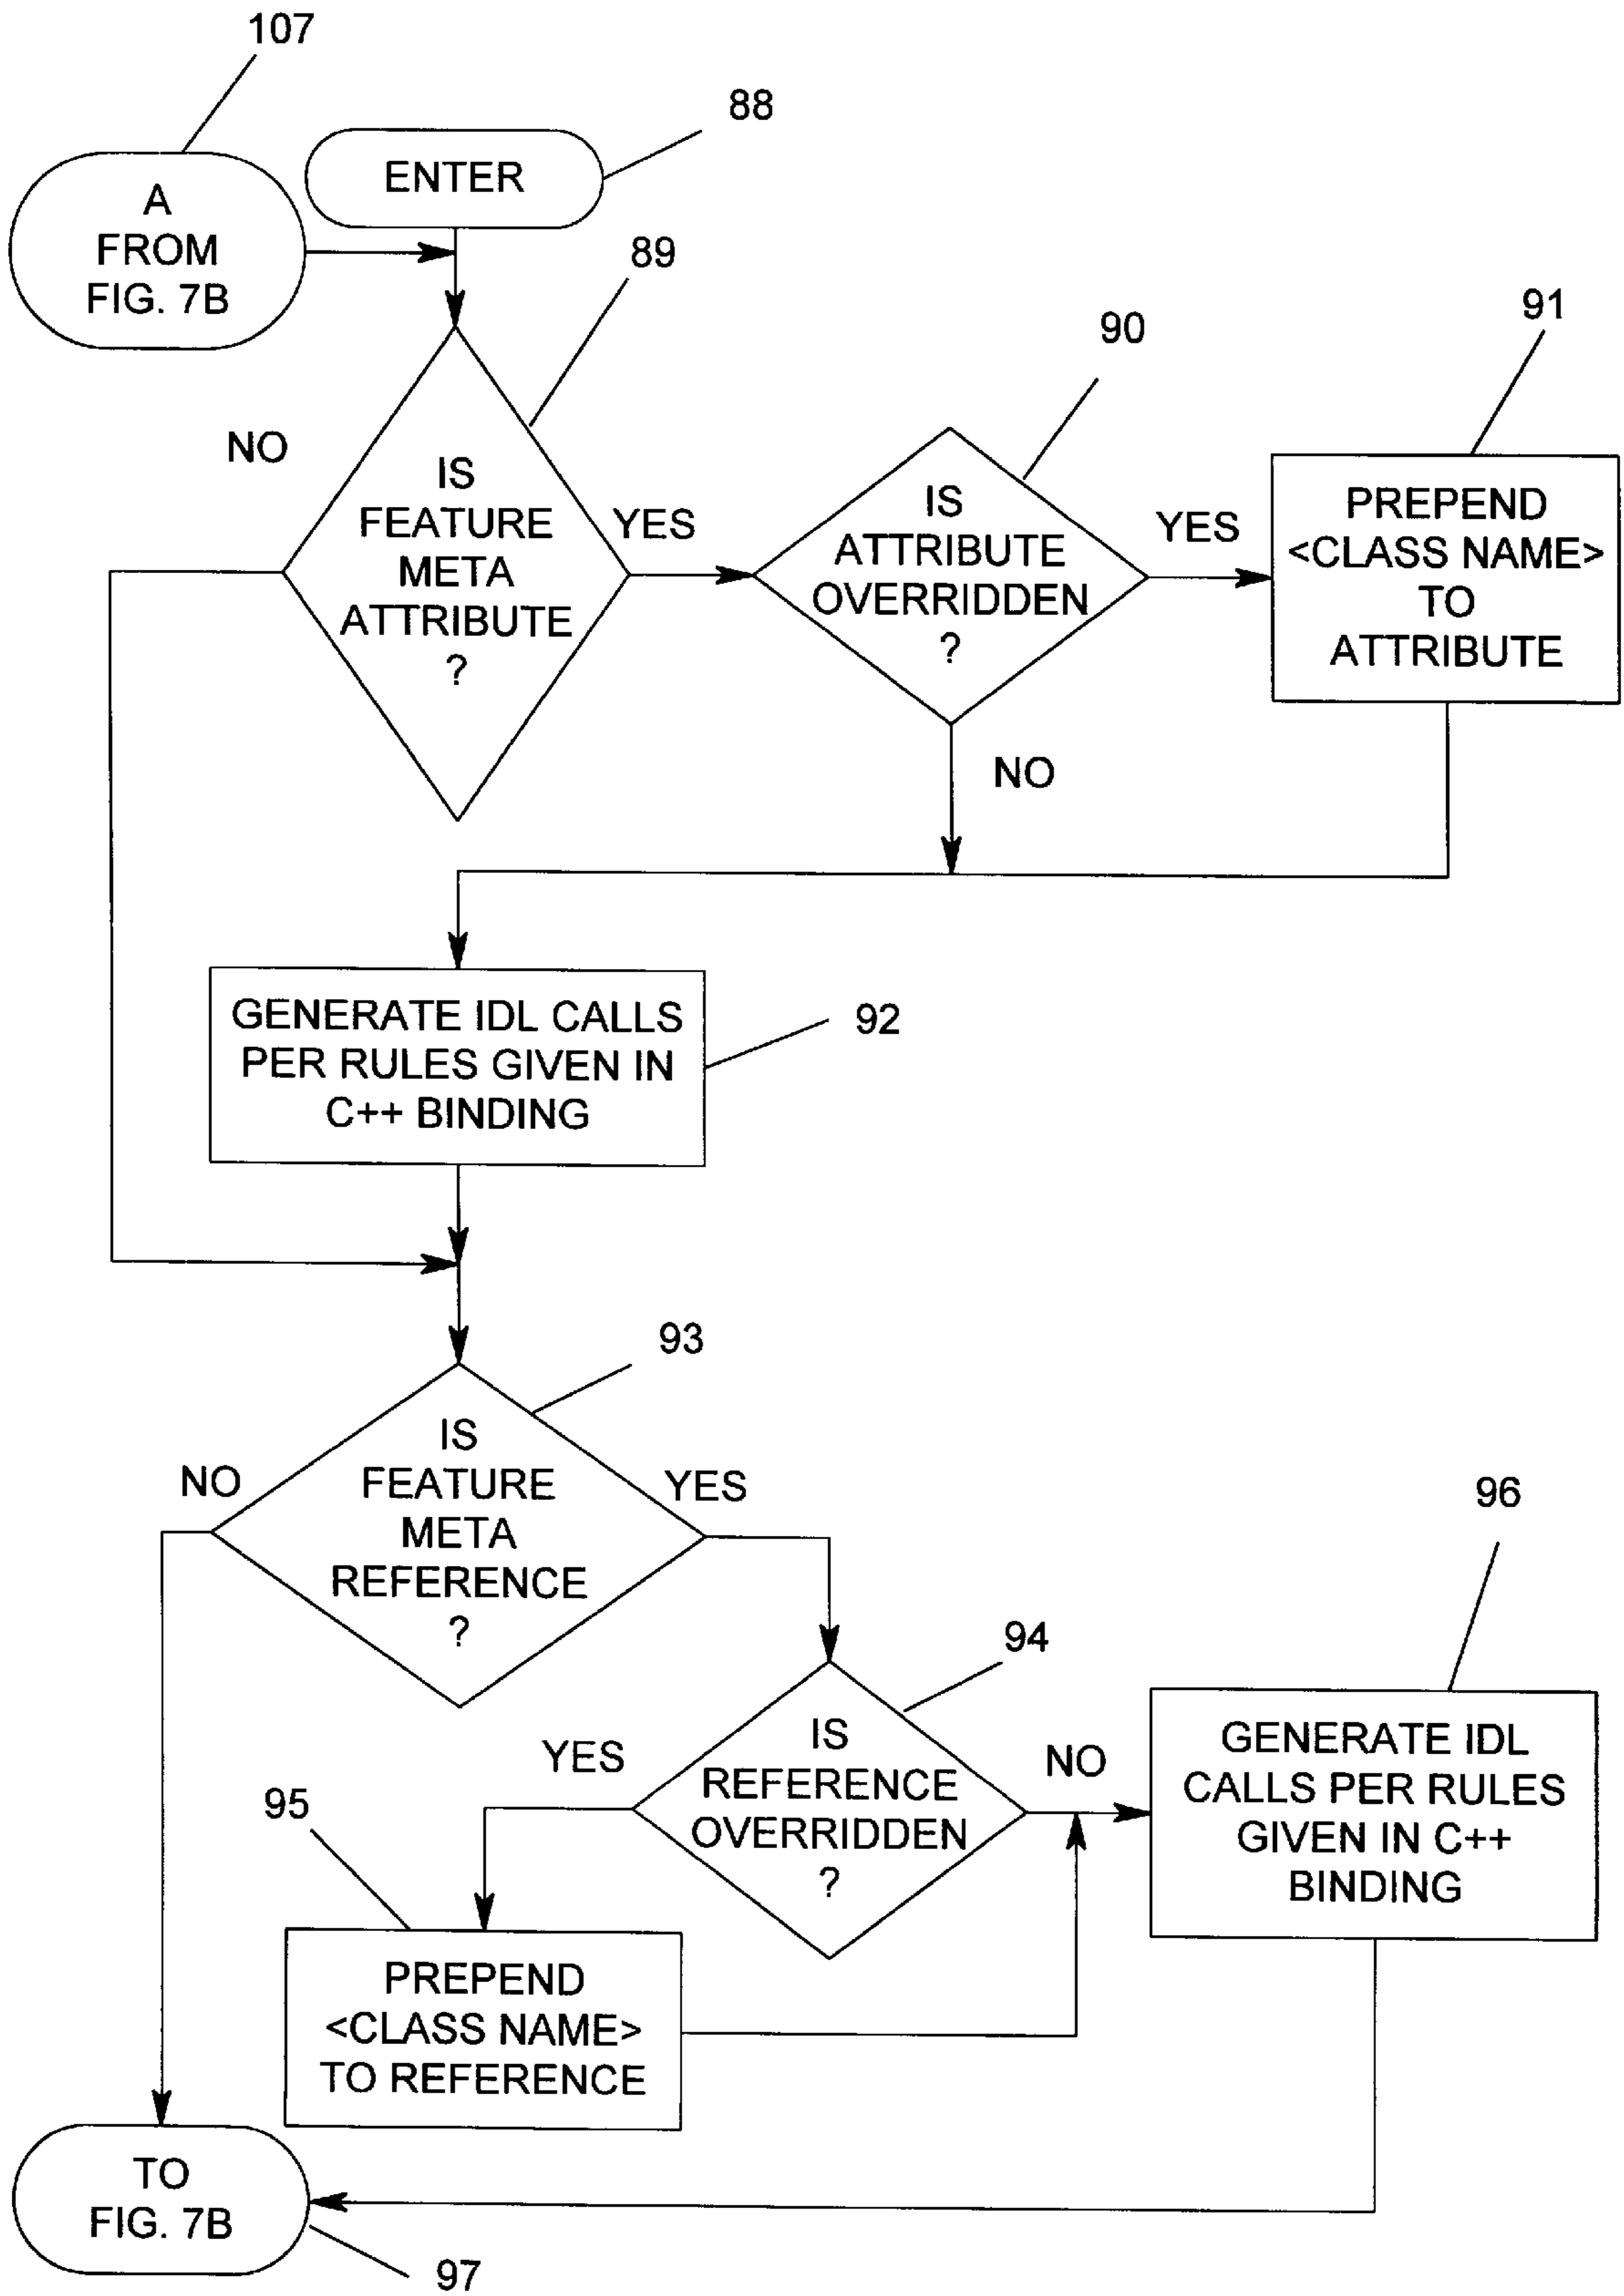 107
88
ENTER
A
FROM
FIG. 7B
89
91
90
NO
IS
FEATURE
META
ATTRIBUTE
?
YES
IS
ATTRIBUTE
OVERRIDDEN
?
YES
PREPEND
<CLASS NAME>
TO
ATTRIBUTE
NO
GENERATE IDL CALLS
PER RULES GIVEN IN
C++ BINDING
92
93
IS
FEATURE
META
REFERENCE
?
NO
YES
96
94
YES
IS
REFERENCE
OVERRIDDEN
?
NO
GENERATE IDL
CALLS PER RULES
GIVEN IN C++
BINDING
95
PREPEND
<CLASS NAME>
TO REFERENCE
TO
FIG. 7B
97